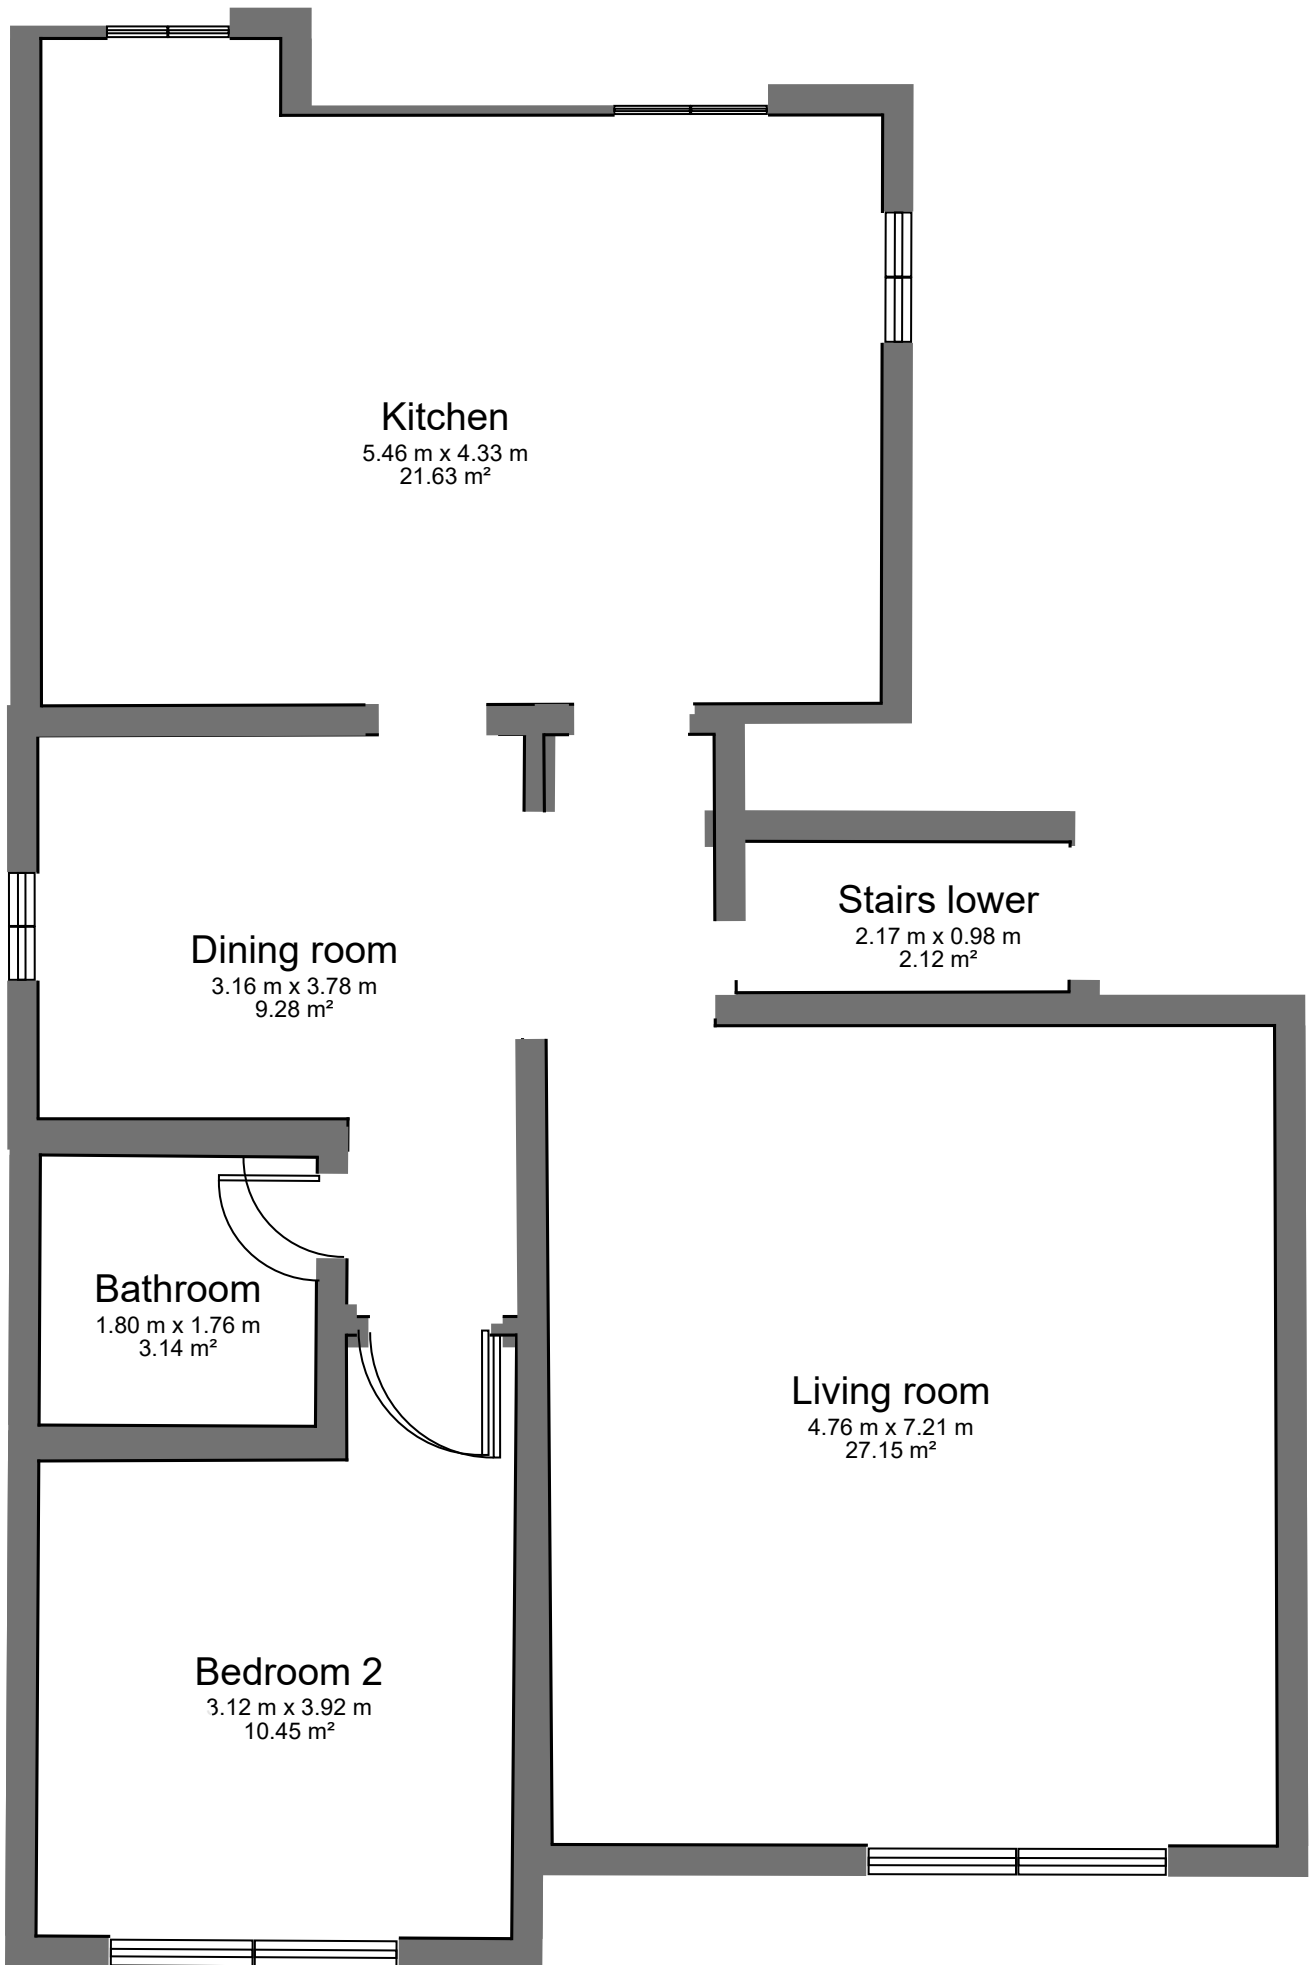 Kitchen
5.46 m x 4.33 m
21.63 m²
Stairs lower
2.17 m x 0.98 m
2.12 m²
Dining room
3.16 m x 3.78 m
9.28 m²
Bathroom
1.80 m x 1.76 m
3.14 m²
Living room
4.76 m x 7.21 m
27.15 m²
Bedroom 2
3.12 m x 3.92 m
10.45 m²